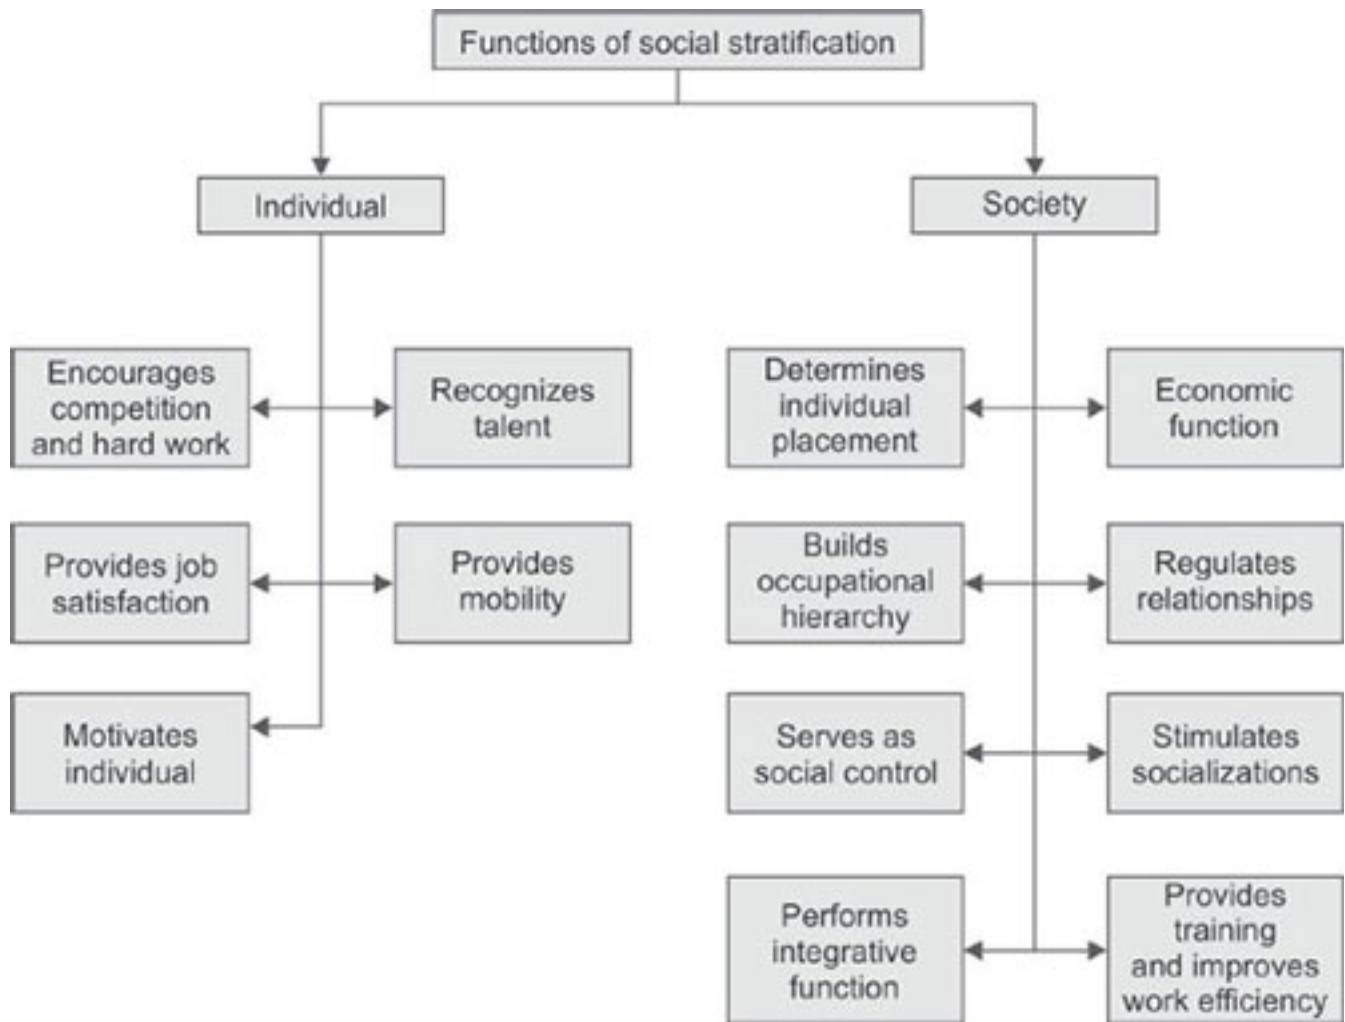 Functions of social stratification
Individual
Society
Encourages
competition
and hard work
Recognizes
talent
Provides job
satisfaction
Provides
mobility
Motivates
individual
Determines
individual
placement
Economic
function
Builds
occupational
hierarchy
Regulates
relationships
Serves as
social control
Stimulates
socializations
Performs
integrative
function
Provides
training
and improves
work efficiency